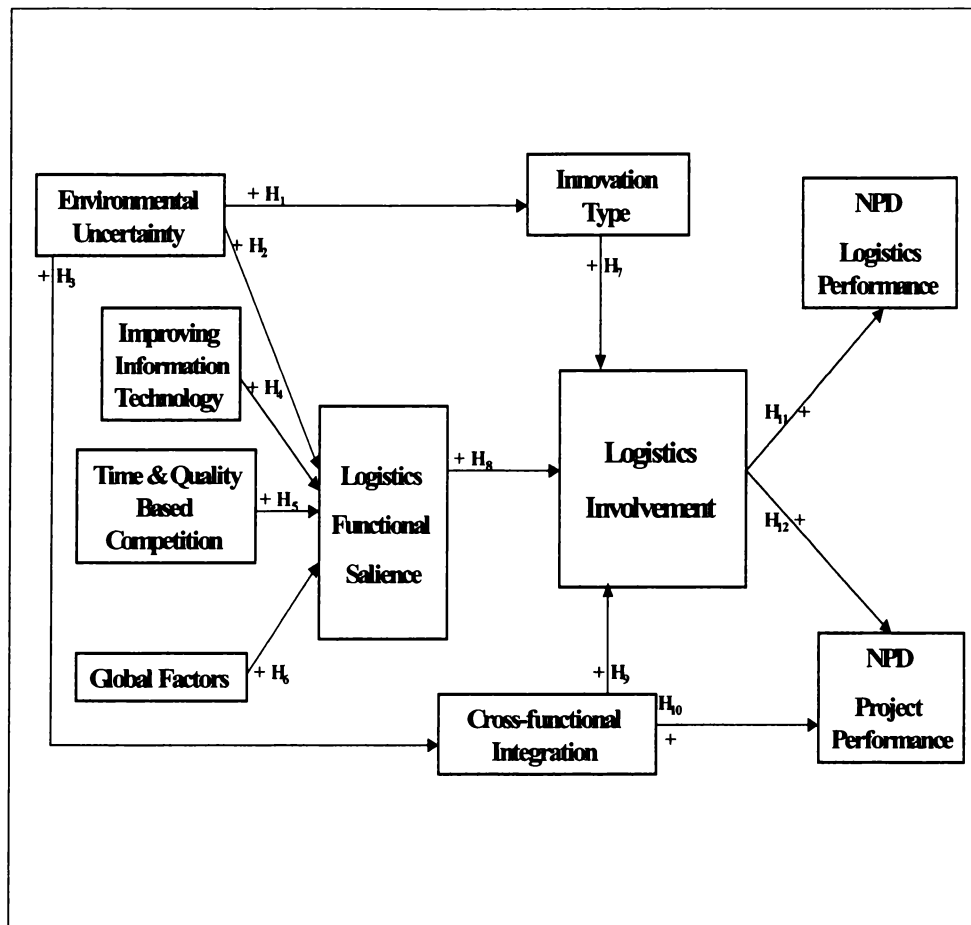 Environmental
Uncertainty
+ H1
Innovation
Type
NPD
Logistics
Performance
+ H2
+ H3
+ H7
Improving
Information
Technology
+ H4
Time & Quality
Based
Competition
+ H5
Logistics
Functional
Salience
+ H8
Logistics
Involvement
H11 +
H12 +
Global Factors
+ H6
+ H9
Cross-functional
Integration
H10
+
NPD
Project
Performance